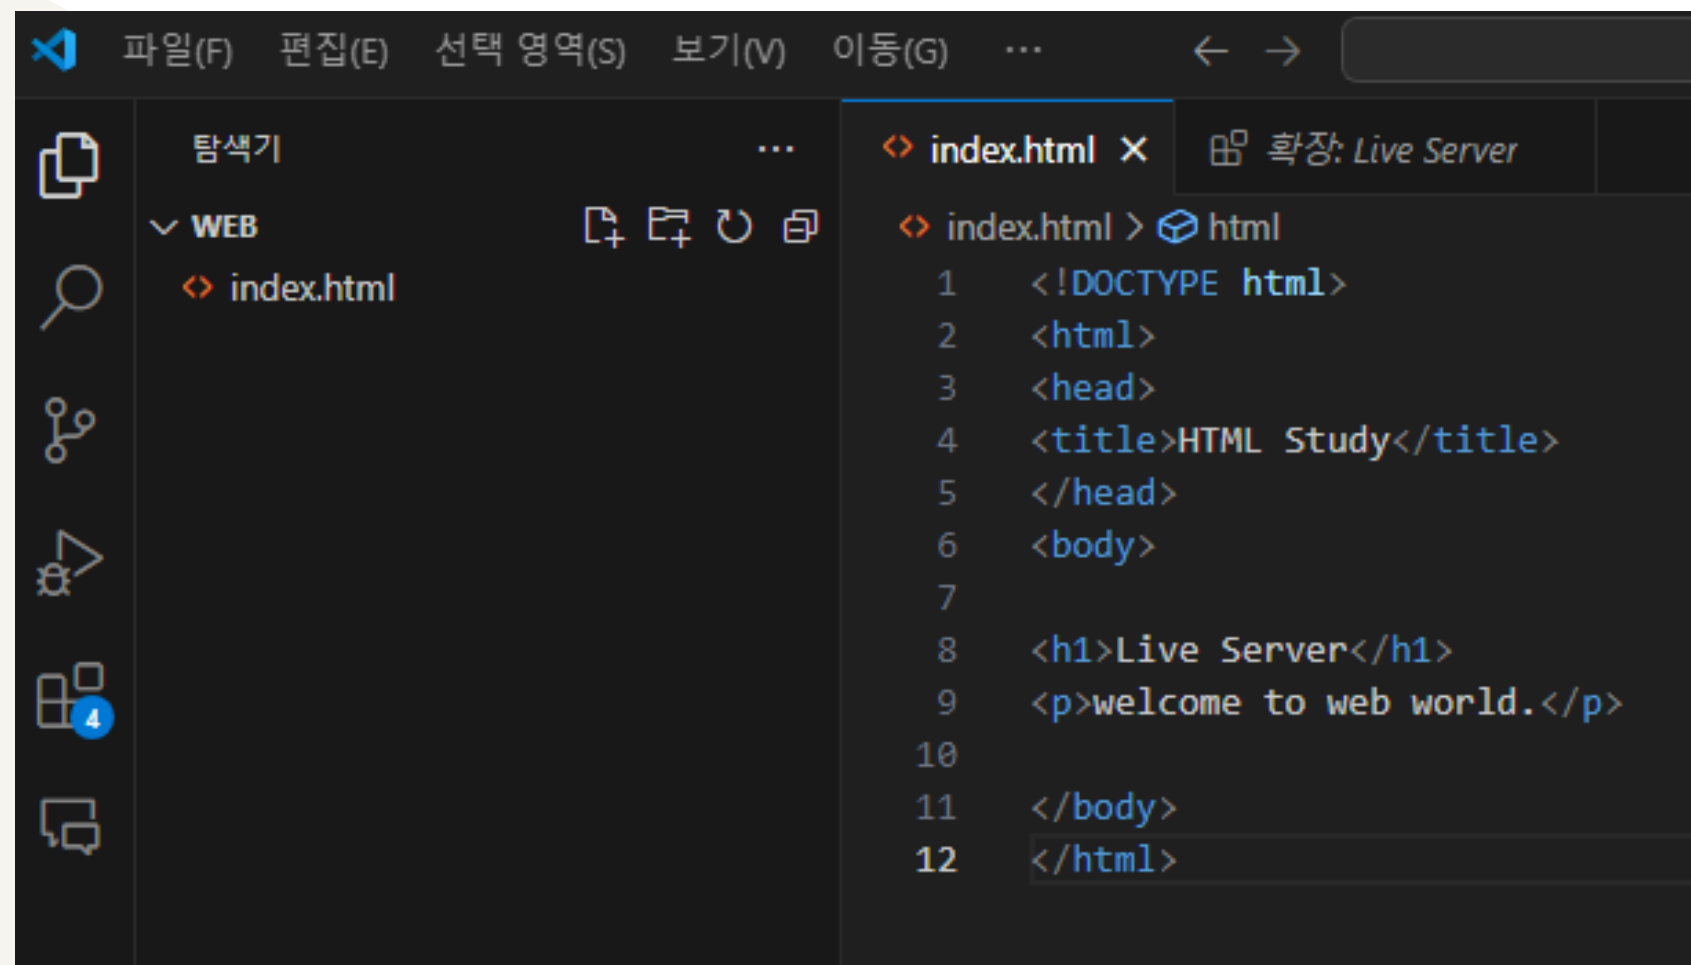 파일(F) 편집(E) 선택 영역(S) 보기(V) 이동(G) ···
탐색기 ···
WEB
index.html
4
index.html 확장: Live Server
index.html > html
1 <!DOCTYPE html>
2 <html>
3 <head>
4 <title>HTML Study</title>
5 </head>
6 <body>
7
8 <h1>Live Server</h1>
9 <p>welcome to web world.</p>
10
11 </body>
12 </html>